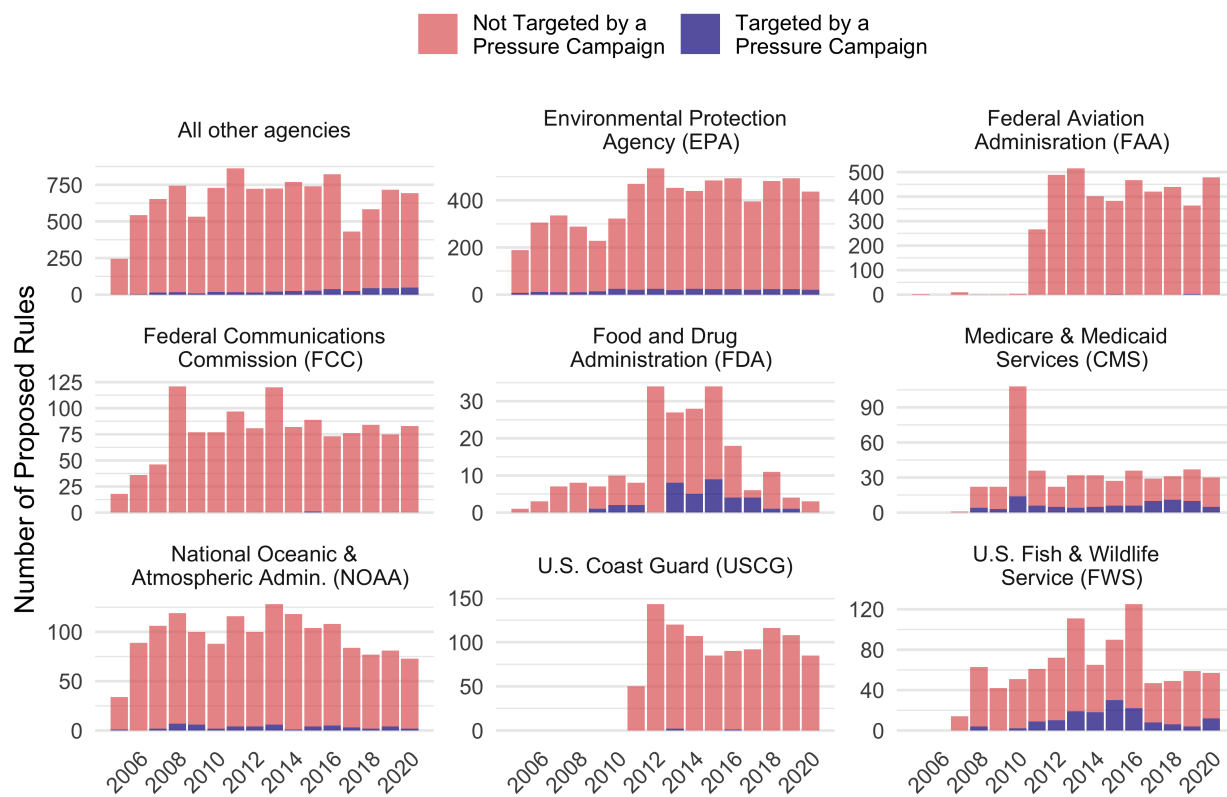 Not Targeted by a
Pressure Campaign
Targeted by a
Pressure Campaign
Number of Proposed Rules
All other agencies
750
500
250
0
Environmental Protection
Agency (EPA)
400
200
0
Federal Aviation
Adminisration (FAA)
500
400
300
200
100
0
Federal Communications
Commission (FCC)
125
100
75
50
25
0
Food and Drug
Administration (FDA)
30
20
10
0
Medicare & Medicaid
Services (CMS)
90
60
30
0
National Oceanic &
Atmospheric Admin. (NOAA)
100
50
0
U.S. Coast Guard (USCG)
150
100
50
0
U.S. Fish & Wildlife
Service (FWS)
120
80
40
0
2006 2008 2010 2012 2014 2016 2018 2020
2006 2008 2010 2012 2014 2016 2018 2020
2006 2008 2010 2012 2014 2016 2018 2020